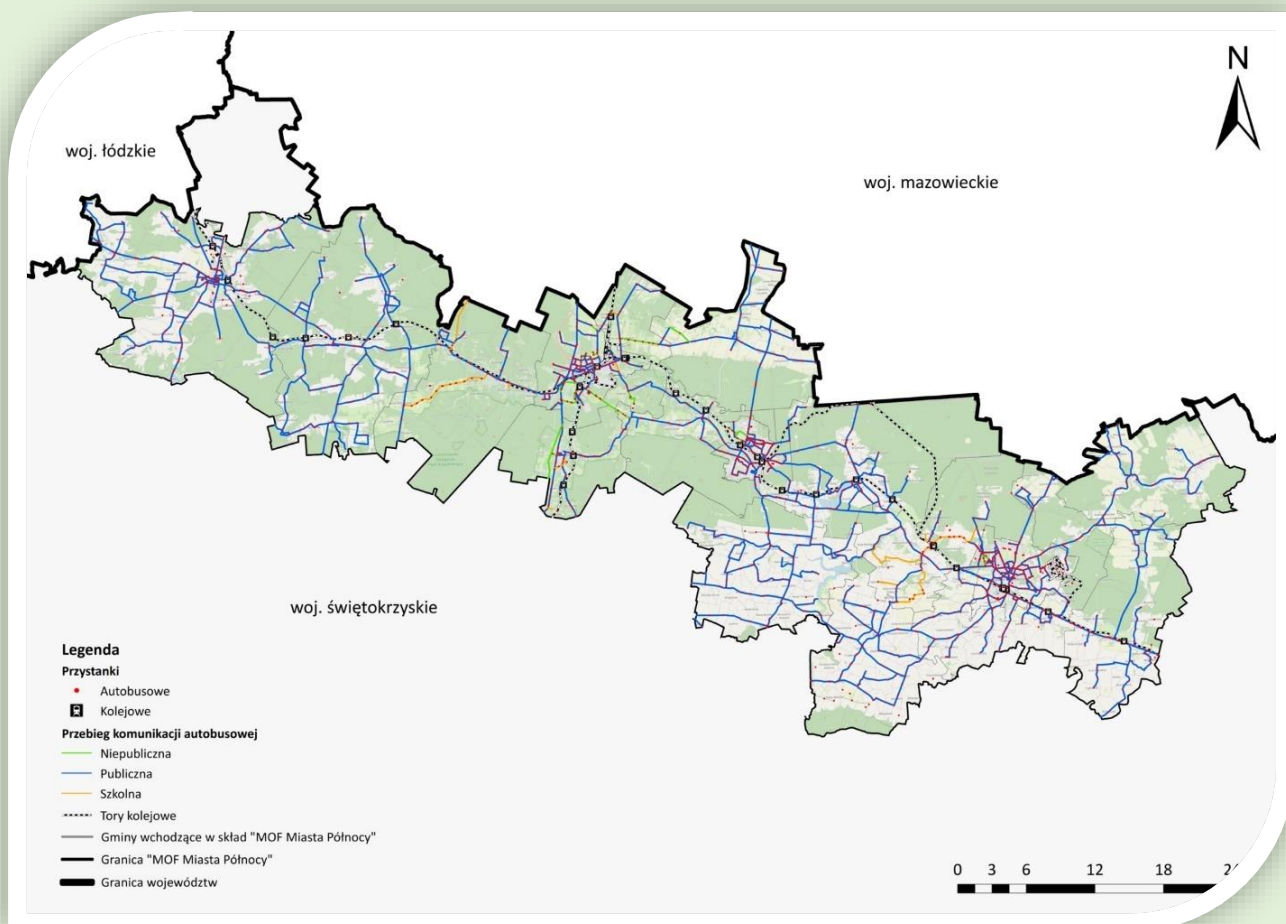 N
woj. łódzkie
woj. mazowieckie
woj. świętokrzyskie
Legenda
Przystanki
Autobusowe
Kolejowe
Przebieg komunikacji autobusowej
Niepubliczna
Publiczna
Szkolna
Tory kolejowe
Gminy wchodzące w skład "MOF Miasta Północy"
Granica "MOF Miasta Północy"
Granica województw
0 3 6 12 18